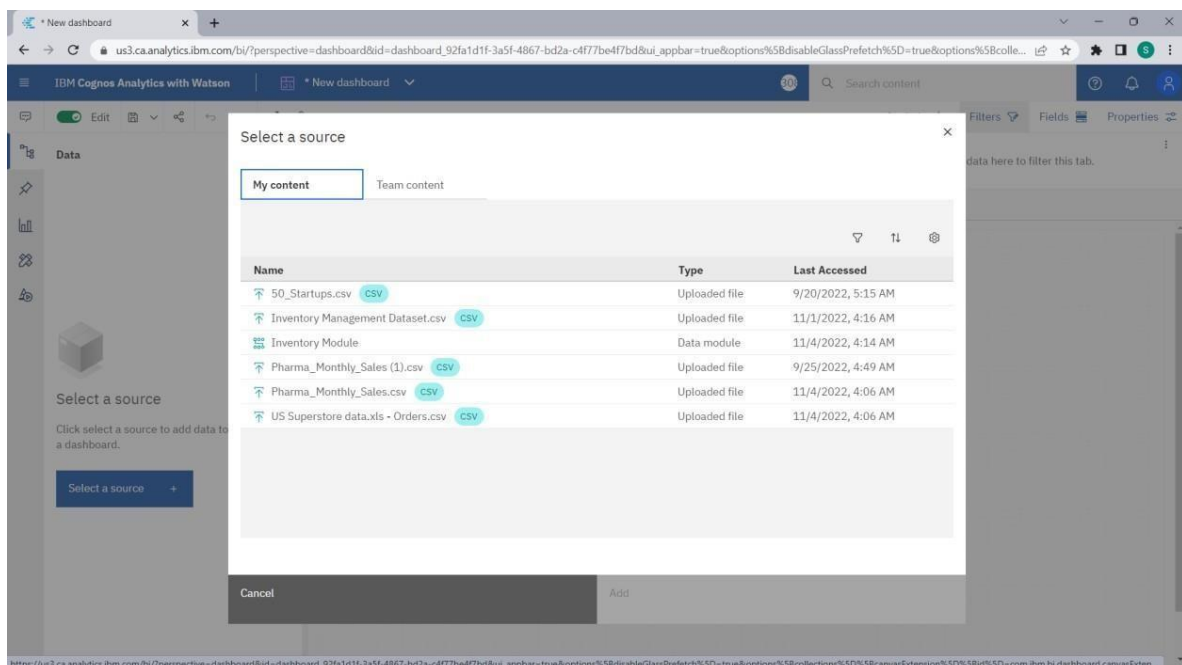 * New dashboard
us3.ca.analytics.ibm.com/bi/?perspective=dashboard&id=dashboard_92fa1d1f-3a5f-4867-bd2a-c4f77be4f7bd&ui_appbar=true&options%5BdisableGlassPrefetch%5D=true&options%5Bcolle... S
IBM Cognos Analytics with Watson * New dashboard Search content
Edit Filters Fields Properties
Select a source
Data
data here to filter this tab.
My content Team content
Name Type Last Accessed
50_Startups.csv CSV Uploaded file 9/20/2022, 5:15 AM
Inventory Management Dataset.csv CSV Uploaded file 11/1/2022, 4:16 AM
Inventory Module Data module 11/4/2022, 4:14 AM
Pharma_Monthly_Sales (1).csv CSV Uploaded file 9/25/2022, 4:49 AM
Pharma_Monthly_Sales.csv CSV Uploaded file 11/4/2022, 4:06 AM
US Superstore data.xls - Orders.csv CSV Uploaded file 11/4/2022, 4:06 AM
Select a source
Click select a source to add data to
a dashboard.
Select a source +
Cancel Add